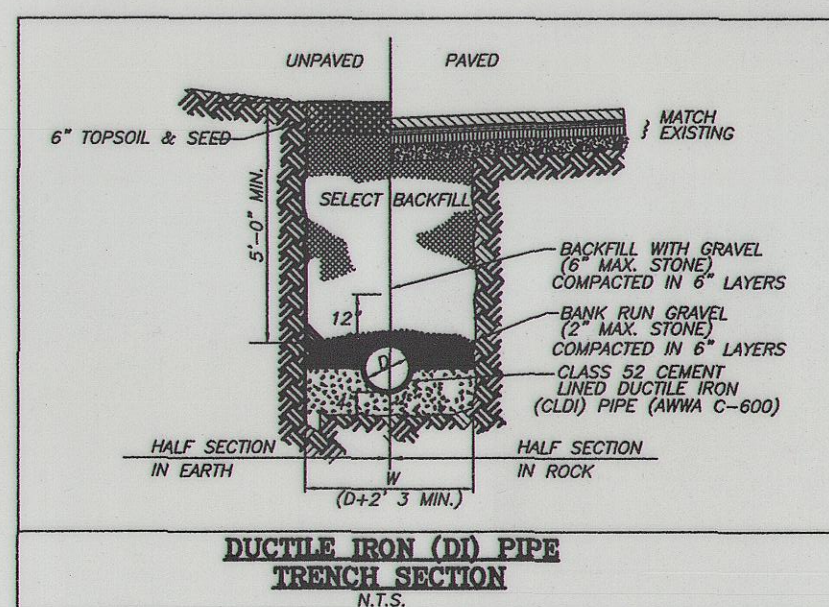 UNPAVED
PAVED
6" TOPSOIL & SEED
MATCH
EXISTING
5'-0" MIN.
SELECT BACKFILL
BACKFILL WITH GRAVEL
(6" MAX. STONE)
COMPACTED IN 6" LAYERS
12"
BANK RUN GRAVEL
(2" MAX. STONE)
COMPACTED IN 6" LAYERS
D
CLASS 52 CEMENT
LINED DUCTILE IRON
(CLDI) PIPE (AWWA C-600)
HALF SECTION
IN EARTH
HALF SECTION
IN ROCK
W
(D+2' 3 MIN.)
DUCTILE IRON (DI) PIPE
TRENCH SECTION
N.T.S.